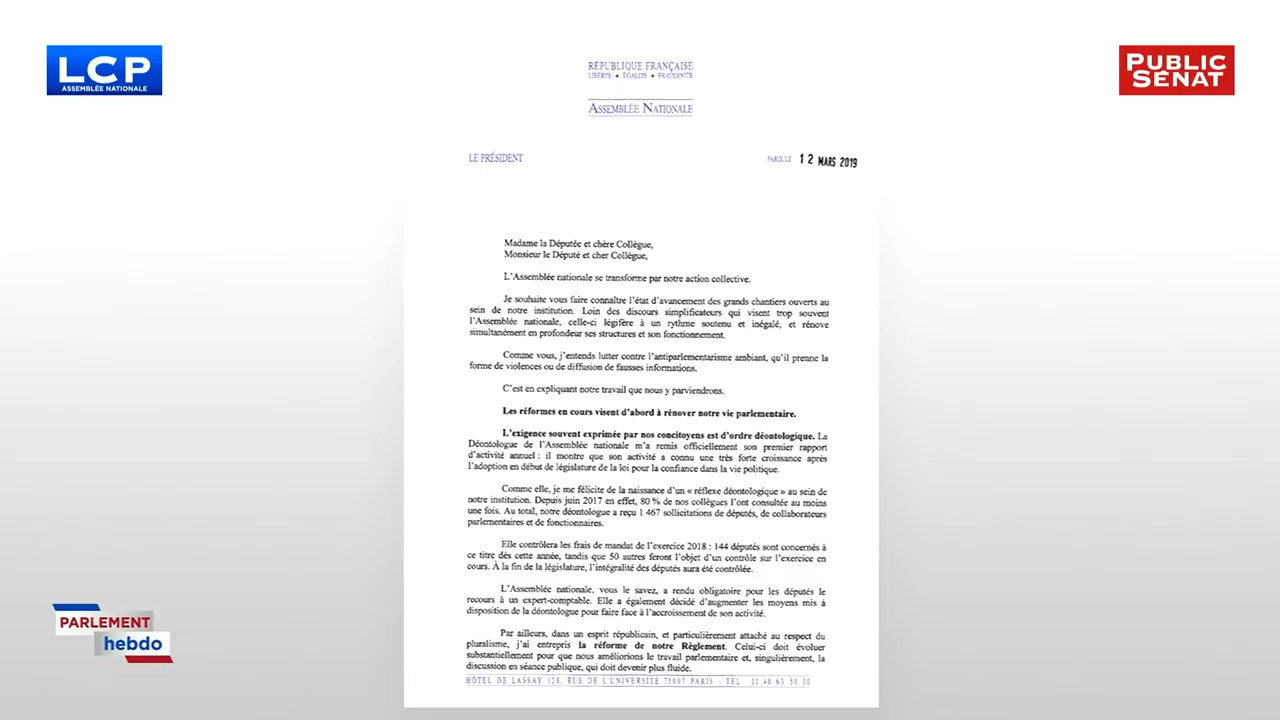 LCP
ASSEMBLÉE NATIONALE
PUBLIC
SÉNAT
RÉPUBLIQUE FRANÇAISE
LIBERTÉ • ÉGALITÉ • FRATERNITÉ
ASSEMBLÉE NATIONALE
LE PRÉSIDENT
PARIS, LE 12 MARS 2019
Madame la Députée et chère Collègue,
Monsieur le Député et cher Collègue,
L'Assemblée nationale se transforme par notre action collective.
Je souhaite vous faire connaître l'état d'avancement des grands chantiers ouverts au
sein de notre institution. Loin des discours simplificateurs qui visent trop souvent
l'Assemblée nationale, celle-ci légifère à un rythme soutenu et inégalé, et rénove
simultanément en profondeur ses structures et son fonctionnement.
Comme vous, j'entends lutter contre l'antiparlementarisme ambiant, qu'il prenne la
forme de violences ou de diffusion de fausses informations.
C'est en expliquant notre travail que nous y parviendrons.
Les réformes en cours visent d'abord à rénover notre vie parlementaire.
L'exigence souvent exprimée par nos concitoyens est d'ordre déontologique. La
Déontologue de l'Assemblée nationale m'a remis officiellement son premier rapport
d'activité annuel : il montre que son activité a connu une très forte croissance après
l'adoption en début de législature de la loi pour la confiance dans la vie politique.
Comme elle, je me félicite de la naissance d'un « réflexe déontologique » au sein de
notre institution. Depuis juin 2017 en effet, 80 % de nos collègues l'ont consultée au moins
une fois. Au total, notre déontologue a reçu 1 467 sollicitations de députés, de collaborateurs
parlementaires et de fonctionnaires.
Elle contrôlera les frais de mandat de l'exercice 2018 : 144 députés sont concernés à
ce titre dès cette année, tandis que 50 autres feront l'objet d'un contrôle sur l'exercice en
cours. À la fin de la législature, l'intégralité des députés aura été contrôlée.
L'Assemblée nationale, vous le savez, a rendu obligatoire pour les députés le
recours à un expert-comptable. Elle a également décidé d'augmenter les moyens mis à
disposition de la déontologue pour faire face à l'accroissement de son activité.
Par ailleurs, dans un esprit républicain, et particulièrement attaché au respect du
pluralisme, j'ai entrepris la réforme de notre Règlement. Celui-ci doit évoluer
substantiellement pour que nous améliorions le travail parlementaire et, singulièrement, la
discussion en séance publique, qui doit devenir plus fluide.
HÔTEL DE LASSAY 128, RUE DE L'UNIVERSITÉ 75007 PARIS - TÉL 01 40 63 50 00
PARLEMENT
hebdo